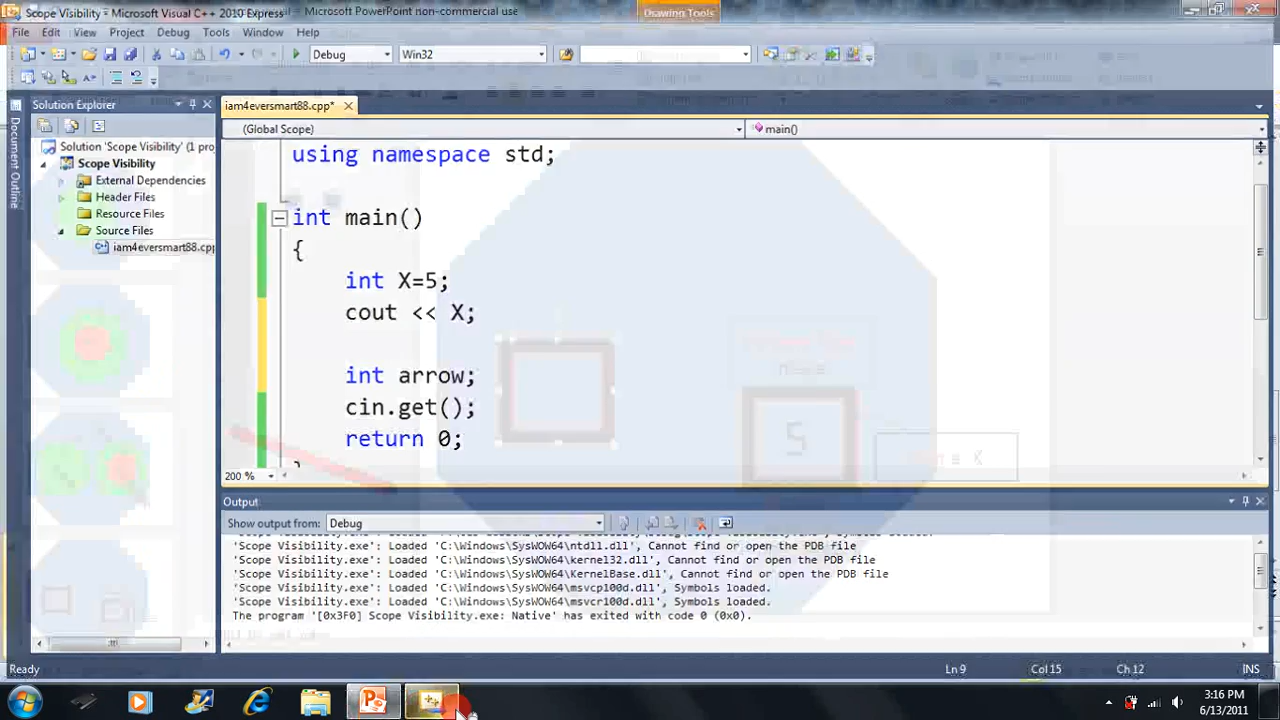 Scope Visibility - Microsoft Visual C++ 2010 Express
Microsoft PowerPoint non-commercial use
Drawing Tools
File Edit View Project Debug Tools Window Help
Debug Win32
Solution Explorer
iam4eversmart88.cpp*
(Global Scope)
main()
Document Outline
Solution 'Scope Visibility' (1 proj
Scope Visibility
External Dependencies
Header Files
Resource Files
Source Files
iam4eversmart88.cpp
using namespace std;
int main()
{
int X=5;
cout << X;
int arrow;
cin.get();
return 0;
}
5
= X
200 %
Output
Show output from: Debug
'Scope Visibility.exe': Loaded 'C:\Windows\SysWOW64\ntdll.dll', Cannot find or open the PDB file
'Scope Visibility.exe': Loaded 'C:\Windows\SysWOW64\kernel32.dll', Cannot find or open the PDB file
'Scope Visibility.exe': Loaded 'C:\Windows\SysWOW64\KernelBase.dll', Cannot find or open the PDB file
'Scope Visibility.exe': Loaded 'C:\Windows\SysWOW64\msvcp100d.dll', Symbols loaded.
'Scope Visibility.exe': Loaded 'C:\Windows\SysWOW64\msvcr100d.dll', Symbols loaded.
The program '[0x3F0] Scope Visibility.exe: Native' has exited with code 0 (0x0).
Ready
Ln 9 Col 15 Ch 12 INS
3:16 PM
6/13/2011